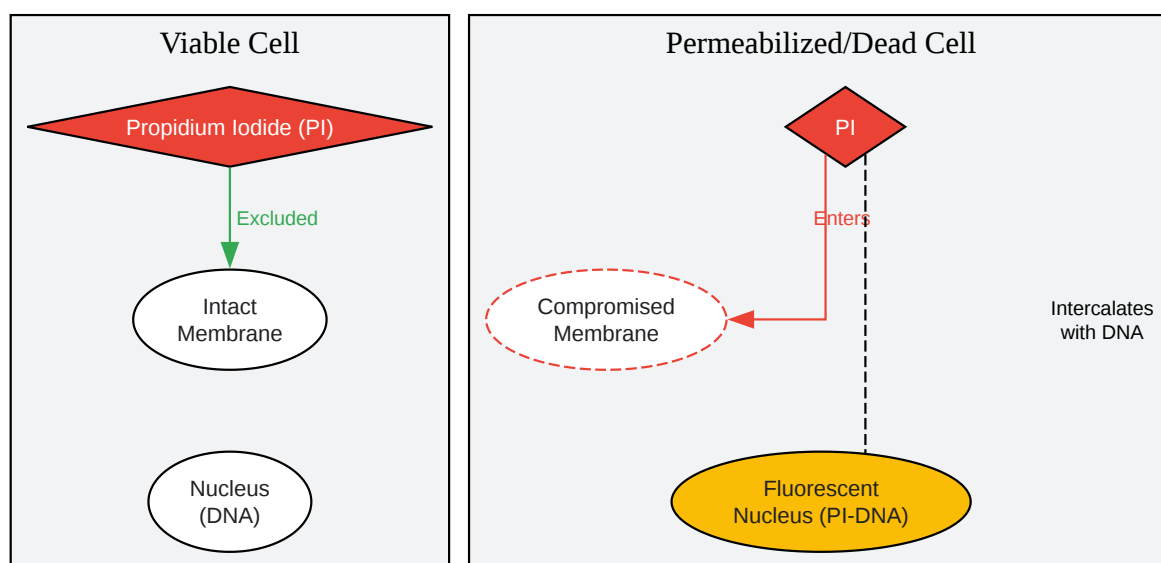 Viable Cell
Propidium Iodide (PI)
Excluded
Intact
Membrane
Nucleus
(DNA)
Permeabilized/Dead Cell
PI
Enters
Compromised
Membrane
Intercalates
with DNA
Fluorescent
Nucleus (PI-DNA)